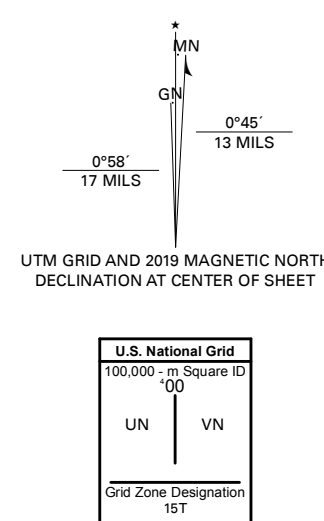 ★
MN
GN
0°45´
13 MILS
0°58´
17 MILS
UTM GRID AND 2019 MAGNETIC NORTH
DECLINATION AT CENTER OF SHEET
U.S. National Grid
100,000 - m Square ID
⁴00
UN VN
Grid Zone Designation
15T